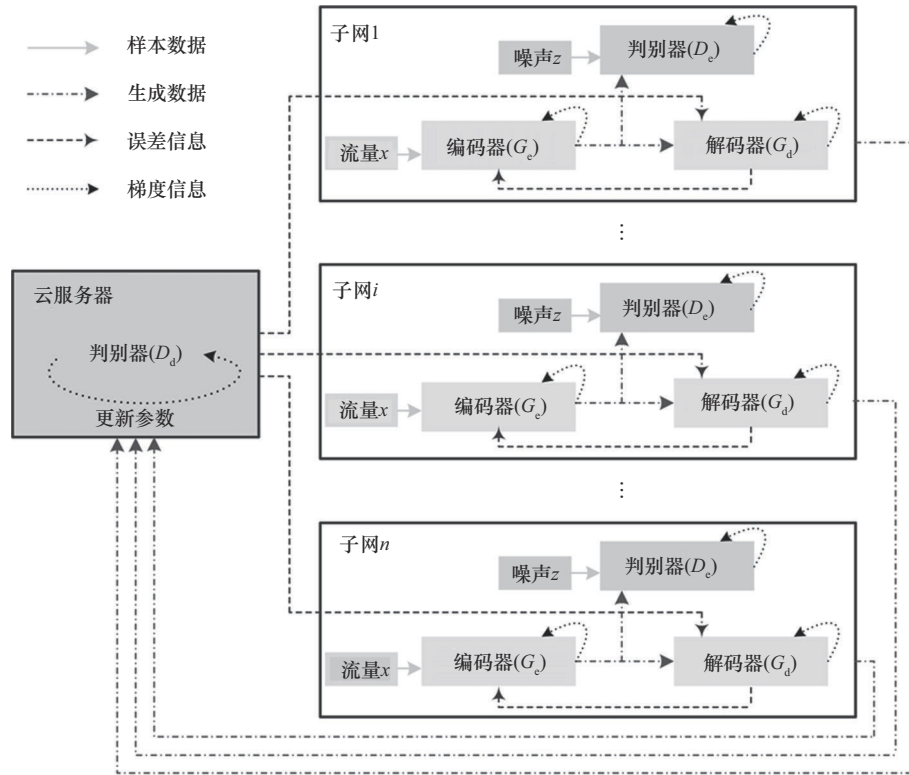 样本数据
生成数据
误差信息
梯度信息
子网1
判别器(De)
噪声z
流量x
编码器(Ge)
解码器(Gd)
⋮
云服务器
判别器(Dd)
更新参数
子网i
判别器(De)
噪声z
流量x
编码器(Ge)
解码器(Gd)
⋮
子网n
判别器(De)
噪声z
流量x
编码器(Ge)
解码器(Gd)